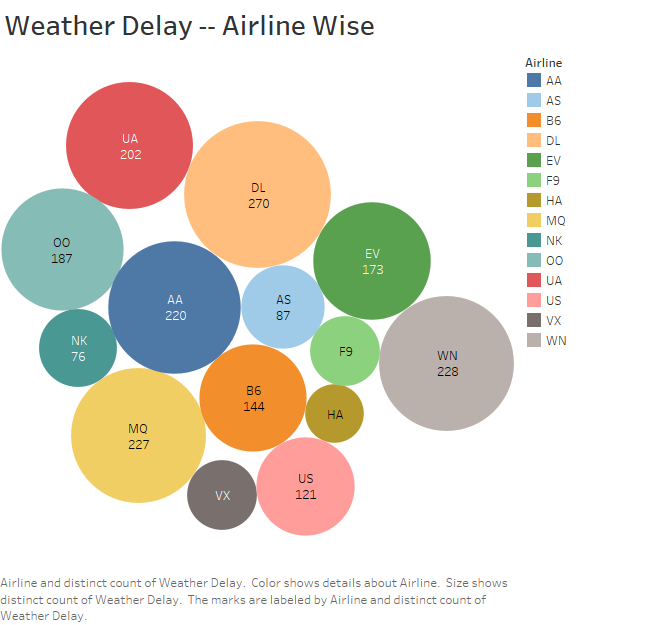 Weather Delay -- Airline Wise
Airline
AA
AS
B6
DL
EV
F9
HA
MQ
NK
OO
UA
US
VX
WN
UA
202
DL
270
OO
187
EV
173
AA
220
AS
87
NK
76
F9
WN
228
B6
144
HA
MQ
227
US
121
VX
Airline and distinct count of Weather Delay. Color shows details about Airline. Size shows
distinct count of Weather Delay. The marks are labeled by Airline and distinct count of
Weather Delay.